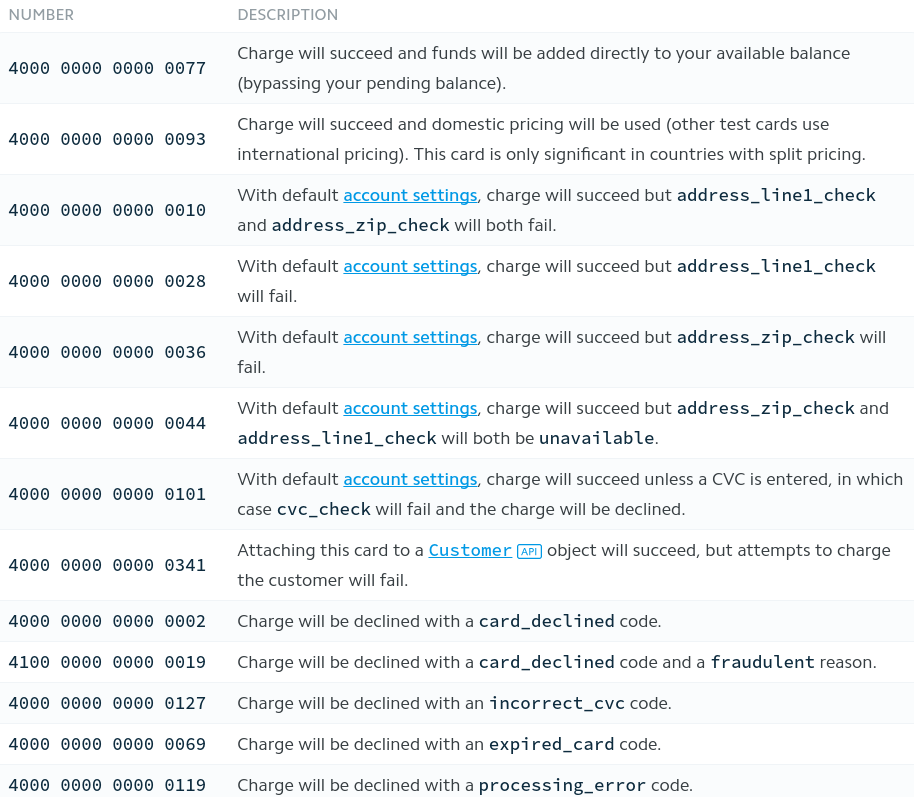 NUMBER DESCRIPTION
4000 0000 0000 0077 Charge will succeed and funds will be added directly to your available balance
(bypassing your pending balance).
4000 0000 0000 0093 Charge will succeed and domestic pricing will be used (other test cards use
international pricing). This card is only significant in countries with split pricing.
4000 0000 0000 0010 With default account settings, charge will succeed but address_line1_check
and address_zip_check will both fail.
4000 0000 0000 0028 With default account settings, charge will succeed but address_line1_check
will fail.
4000 0000 0000 0036 With default account settings, charge will succeed but address_zip_check will
fail.
4000 0000 0000 0044 With default account settings, charge will succeed but address_zip_check and
address_line1_check will both be unavailable.
4000 0000 0000 0101 With default account settings, charge will succeed unless a CVC is entered, in which
case cvc_check will fail and the charge will be declined.
4000 0000 0000 0341 Attaching this card to a Customer API object will succeed, but attempts to charge
the customer will fail.
4000 0000 0000 0002 Charge will be declined with a card_declined code.
4100 0000 0000 0019 Charge will be declined with a card_declined code and a fraudulent reason.
4000 0000 0000 0127 Charge will be declined with an incorrect_cvc code.
4000 0000 0000 0069 Charge will be declined with an expired_card code.
4000 0000 0000 0119 Charge will be declined with a processing_error code.